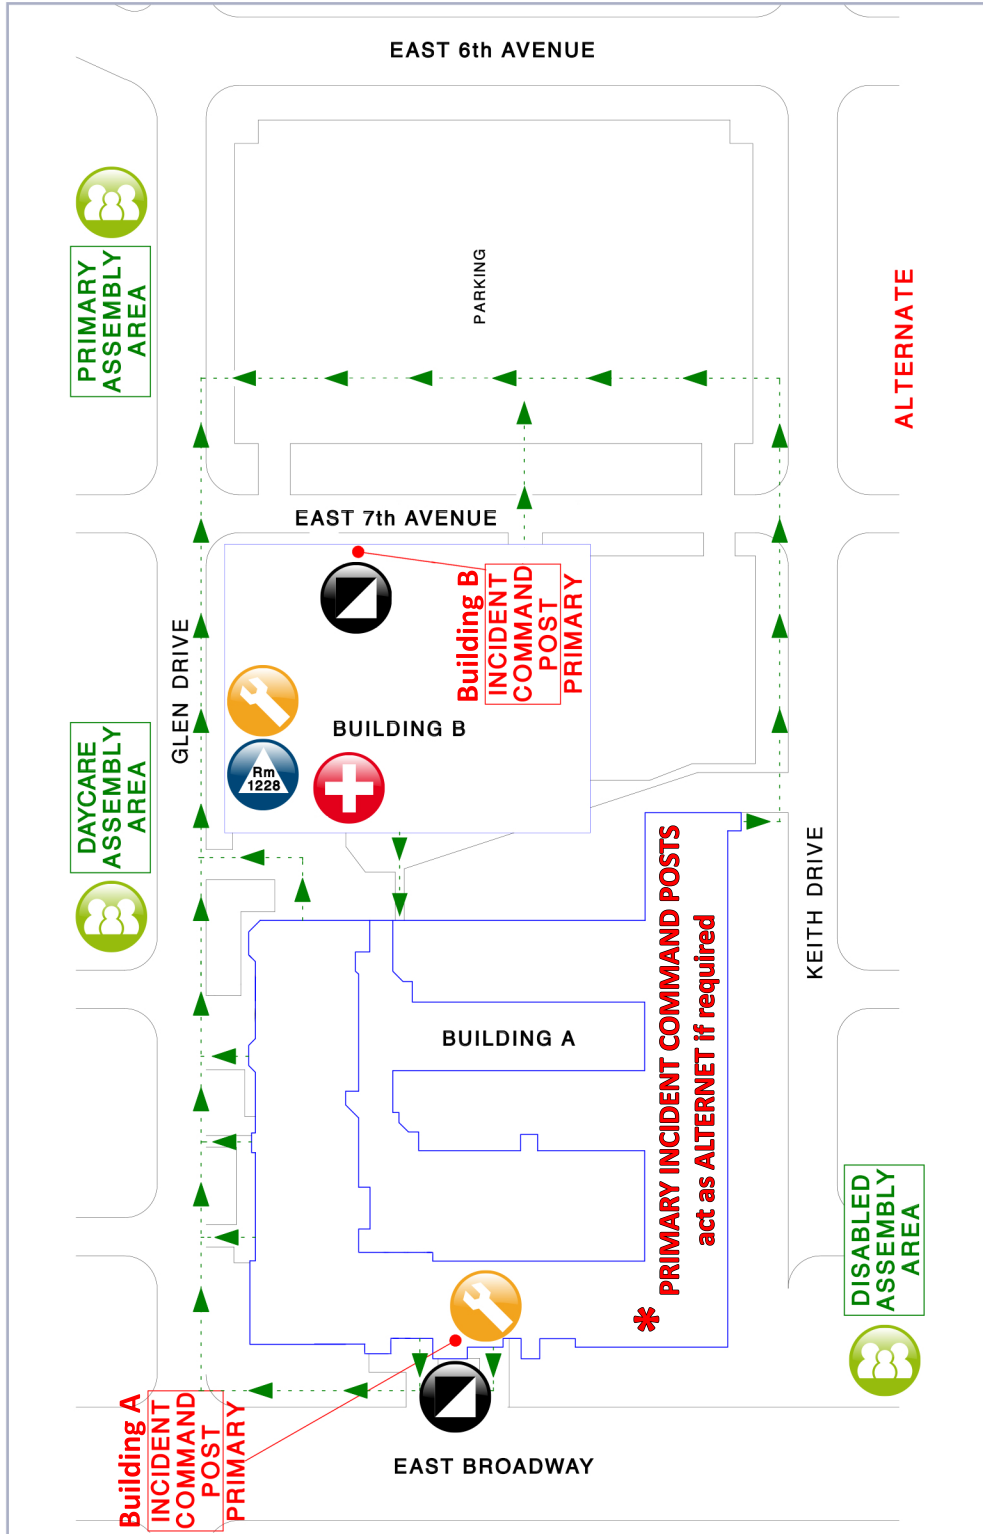 EAST 6th AVENUE
PRIMARY
ASSEMBLY
AREA
PARKING
ALTERNATE
EAST 7th AVENUE
Building B
INCIDENT
COMMAND
POST
PRIMARY
GLEN DRIVE
BUILDING B
Rm
1228
DAYCARE
ASSEMBLY
AREA
KEITH DRIVE
* PRIMARY INCIDENT COMMAND POSTS
act as ALTERNET if required
BUILDING A
DISABLED
ASSEMBLY
AREA
Building A
INCIDENT
COMMAND
POST
PRIMARY
EAST BROADWAY